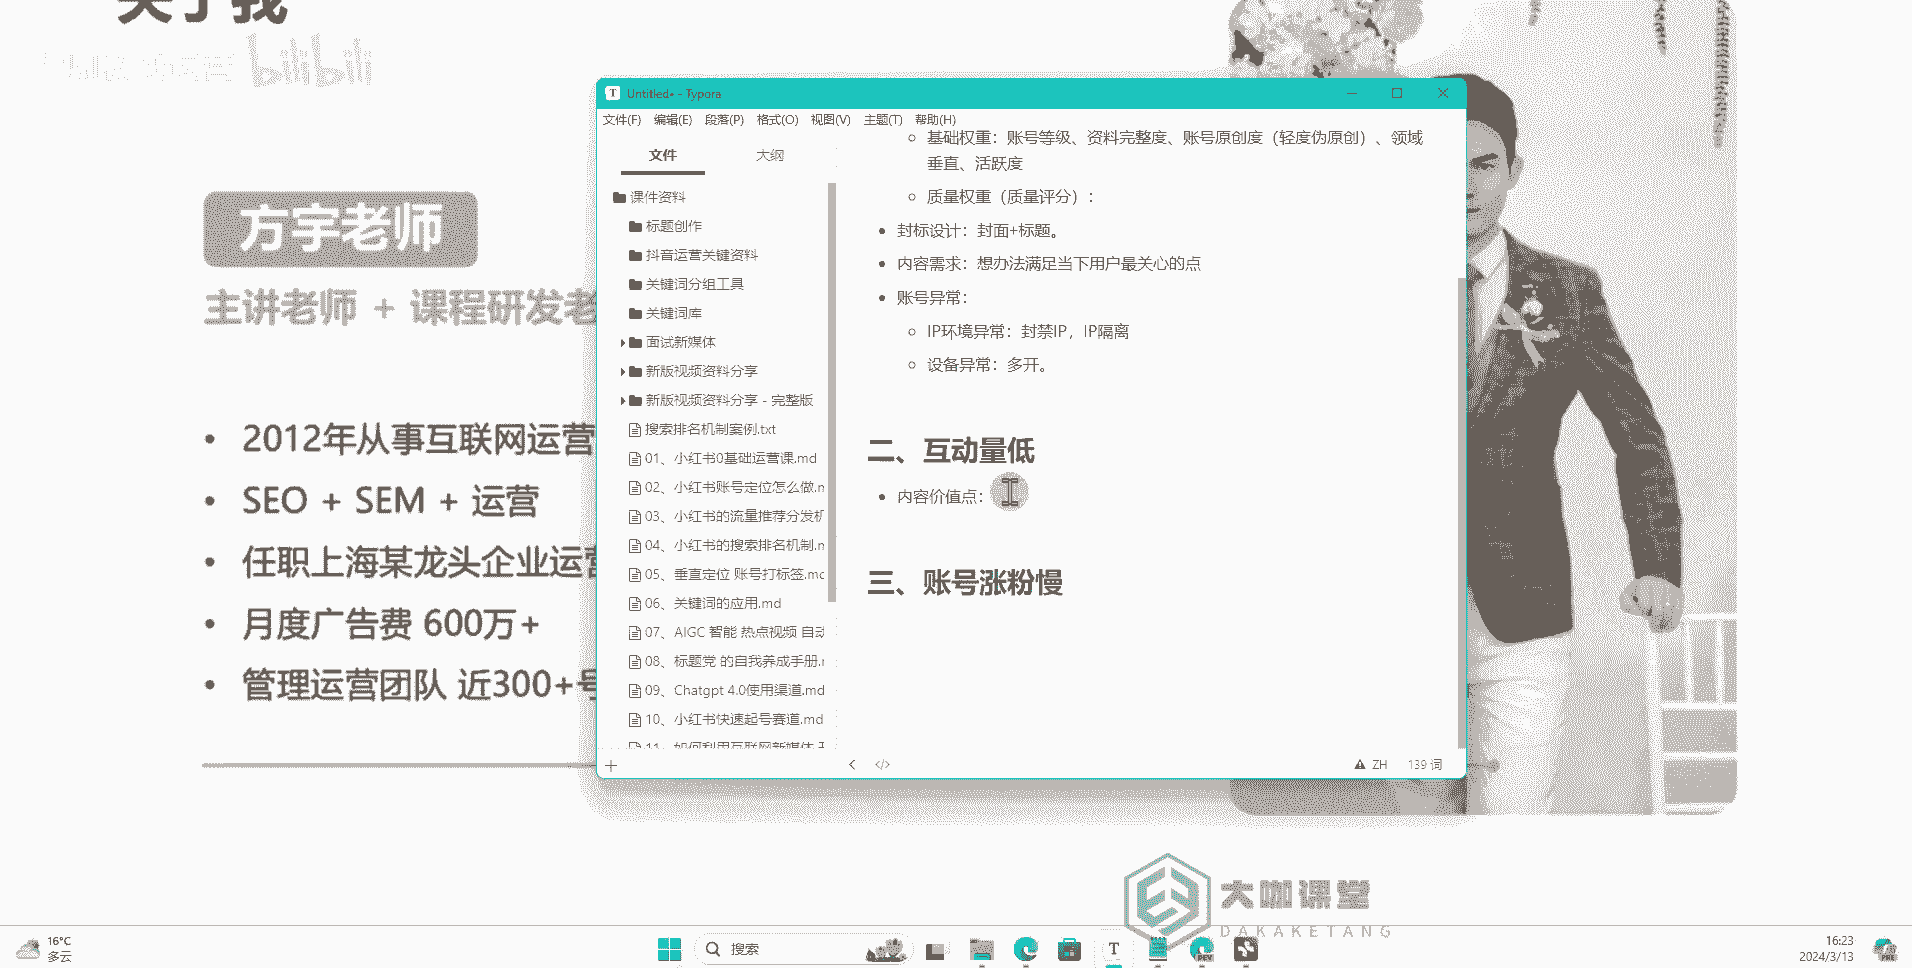 关于我
bilibili
方宇老师
主讲老师 + 课程研发老
2012年从事互联网运营
SEO + SEM + 运营
任职上海某龙头企业运营
月度广告费 600万+
管理运营团队 近300+号
Untitled• - Typora
文件(F) 编辑(E) 段落(P) 格式(O) 视图(V) 主题(T) 帮助(H)
文件 大纲
课件资料
标题创作
抖音运营关键资料
关键词分组工具
关键词库
面试新媒体
新版视频资料分享
新版视频资料分享 - 完整版
搜索排名机制案例.txt
01、小红书0基础运营课.md
02、小红书账号定位怎么做.m
03、小红书的流量推荐分发机
04、小红书的搜索排名机制.m
05、垂直定位 账号打标签.md
06、关键词的应用.md
07、AIGC 智能 热点视频 自动
08、标题党 的自我养成手册.m
09、Chatgpt 4.0使用渠道.md
10、小红书快速起号赛道.md
11、如何利用互联网新媒体
基础权重：账号等级、资料完整度、账号原创度（轻度伪原创）、领域
垂直、活跃度
质量权重（质量评分）：
封标设计：封面+标题。
内容需求：想办法满足当下用户最关心的点
账号异常：
IP环境异常：封禁IP，IP隔离
设备异常：多开。
二、互动量低
内容价值点：
三、账号涨粉慢
ZH 139 词
大咖课堂
DAKAKETANG
16°C
多云
搜索
16:23
2024/3/13